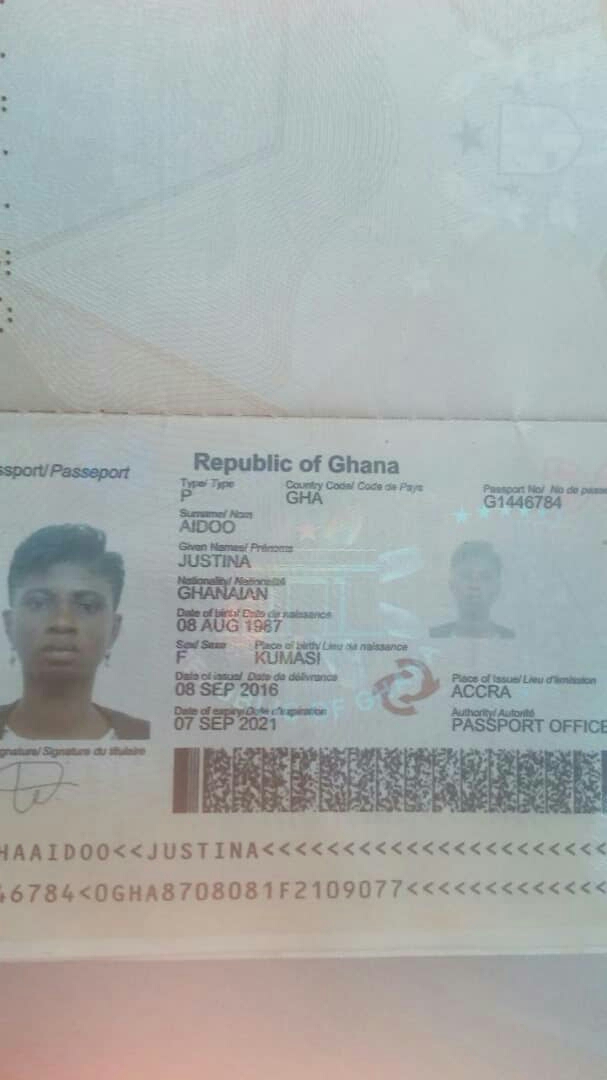 ssport/ Passeport
Republic of Ghana
Type/ Type
Country Code/ Code de Pays
Passport No/ No de passe
P
GHA
G1446784
Surname/ Nom
AIDOO
Given Names/ Prénoms
JUSTINA
Nationality/ Nationalité
GHANAIAN
Date of birth/ Date de naissance
08 AUG 1987
Sex/ Sexe
Place of birth/ Lieu de naissance
F
KUMASI
Date of issue/ Date de délivrance
Place of Issue/ Lieu d'émission
08 SEP 2016
ACCRA
Date of expiry/ Date d'expiration
Authority/ Autorité
07 SEP 2021
PASSPORT OFFICE
gnature/ Signature du titulaire
HAAIDOO<<JUSTINA<<<<<<<<<<<<<<<<<<<<<<<
46784<0GHA8708081F2109077<<<<<<<<<<<<<<